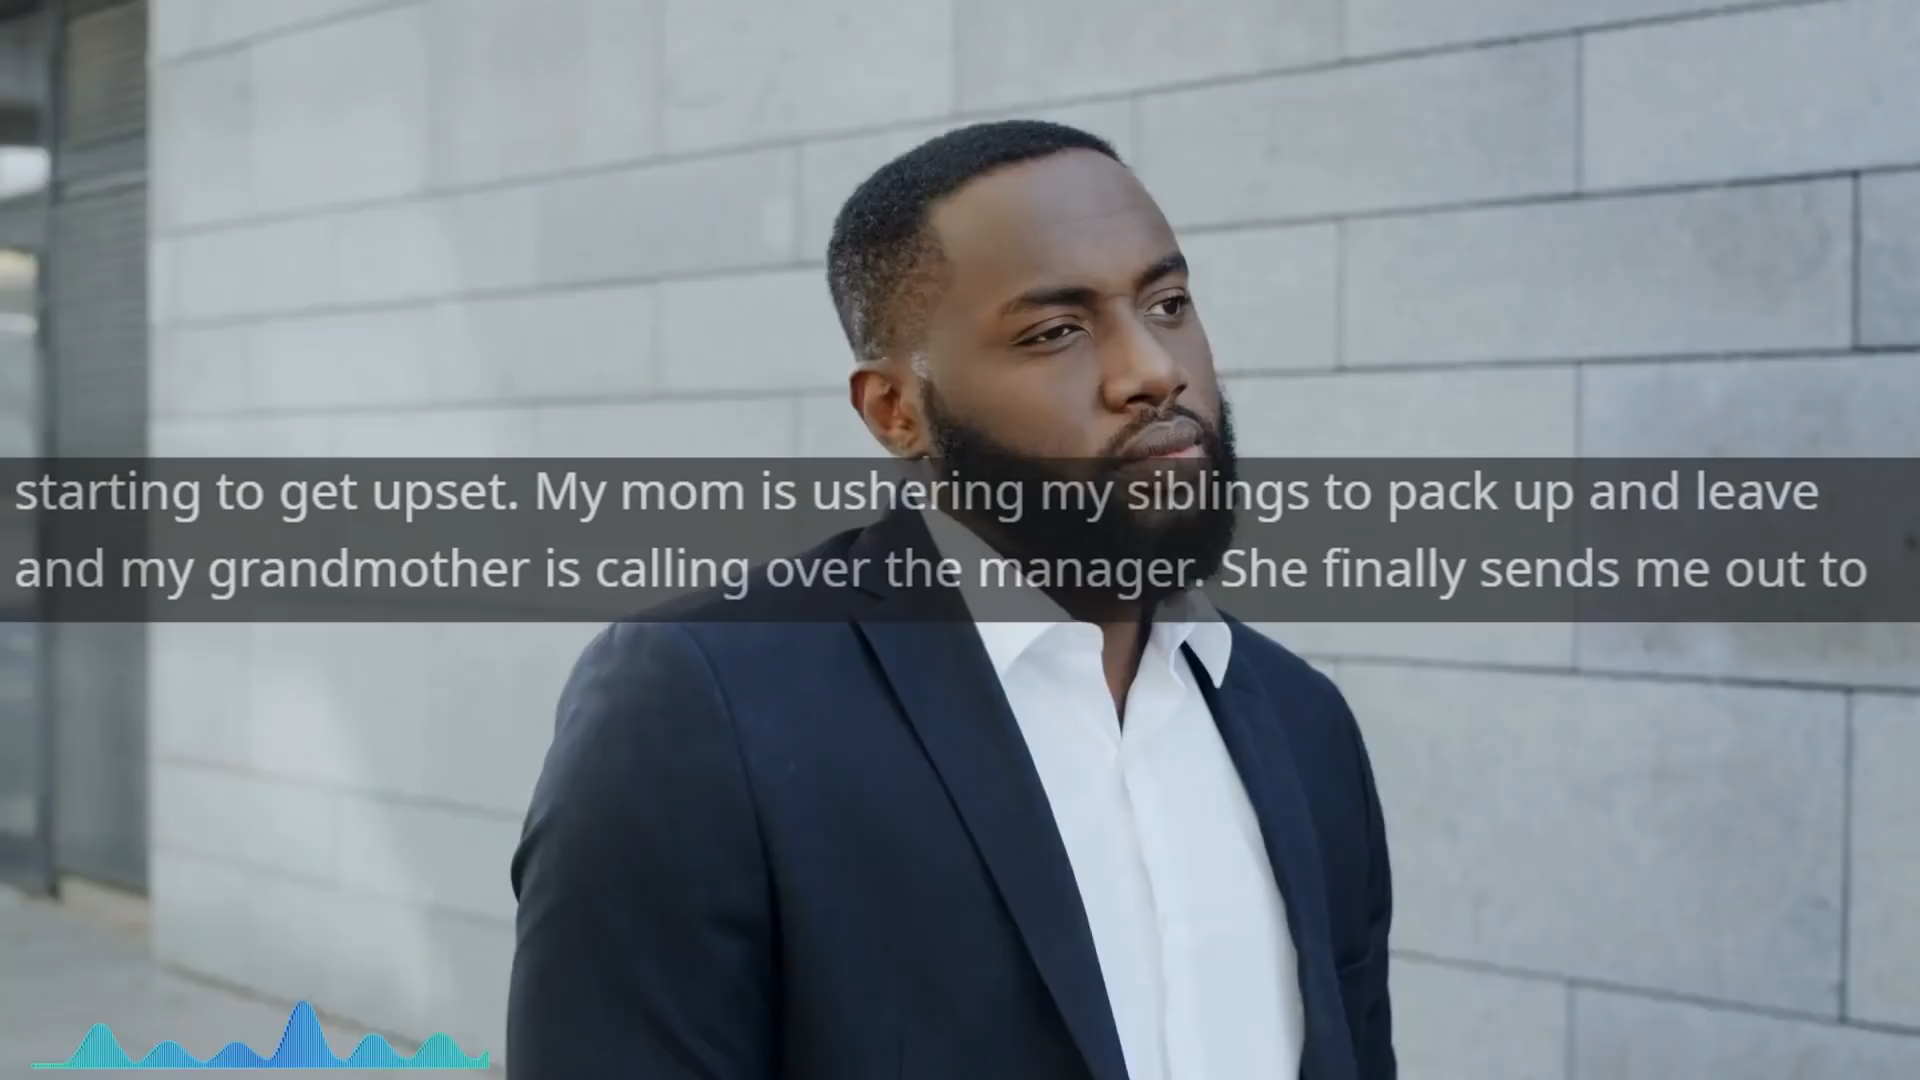 starting to get upset. My mom is ushering my siblings to pack up and leave
and my grandmother is calling over the manager. She finally sends me out to